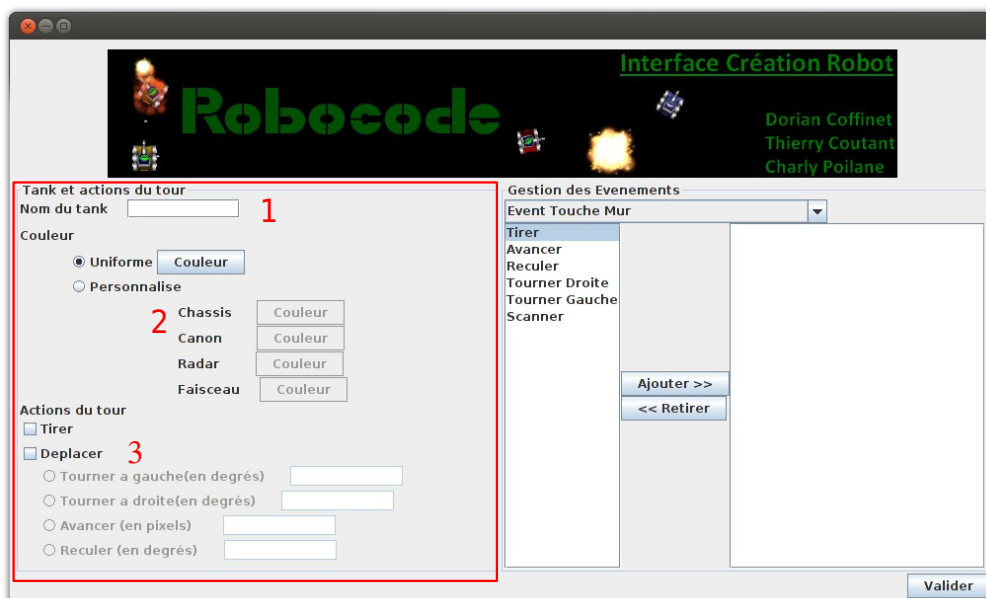 Robocode
Interface Création Robot
Dorian Coffinet
Thierry Coutant
Charly Poilane
Tank et actions du tour
Nom du tank
1
Couleur
Uniforme Couleur
Personnalise
2
Chassis Couleur
Canon Couleur
Radar Couleur
Faisceau Couleur
Actions du tour
Tirer
Deplacer
3
Tourner a gauche(en degrés)
Tourner a droite(en degrés)
Avancer (en pixels)
Reculer (en degrés)
Gestion des Evenements
Event Touche Mur
Tirer
Avancer
Reculer
Tourner Droite
Tourner Gauche
Scanner
Ajouter >>
<< Retirer
Valider